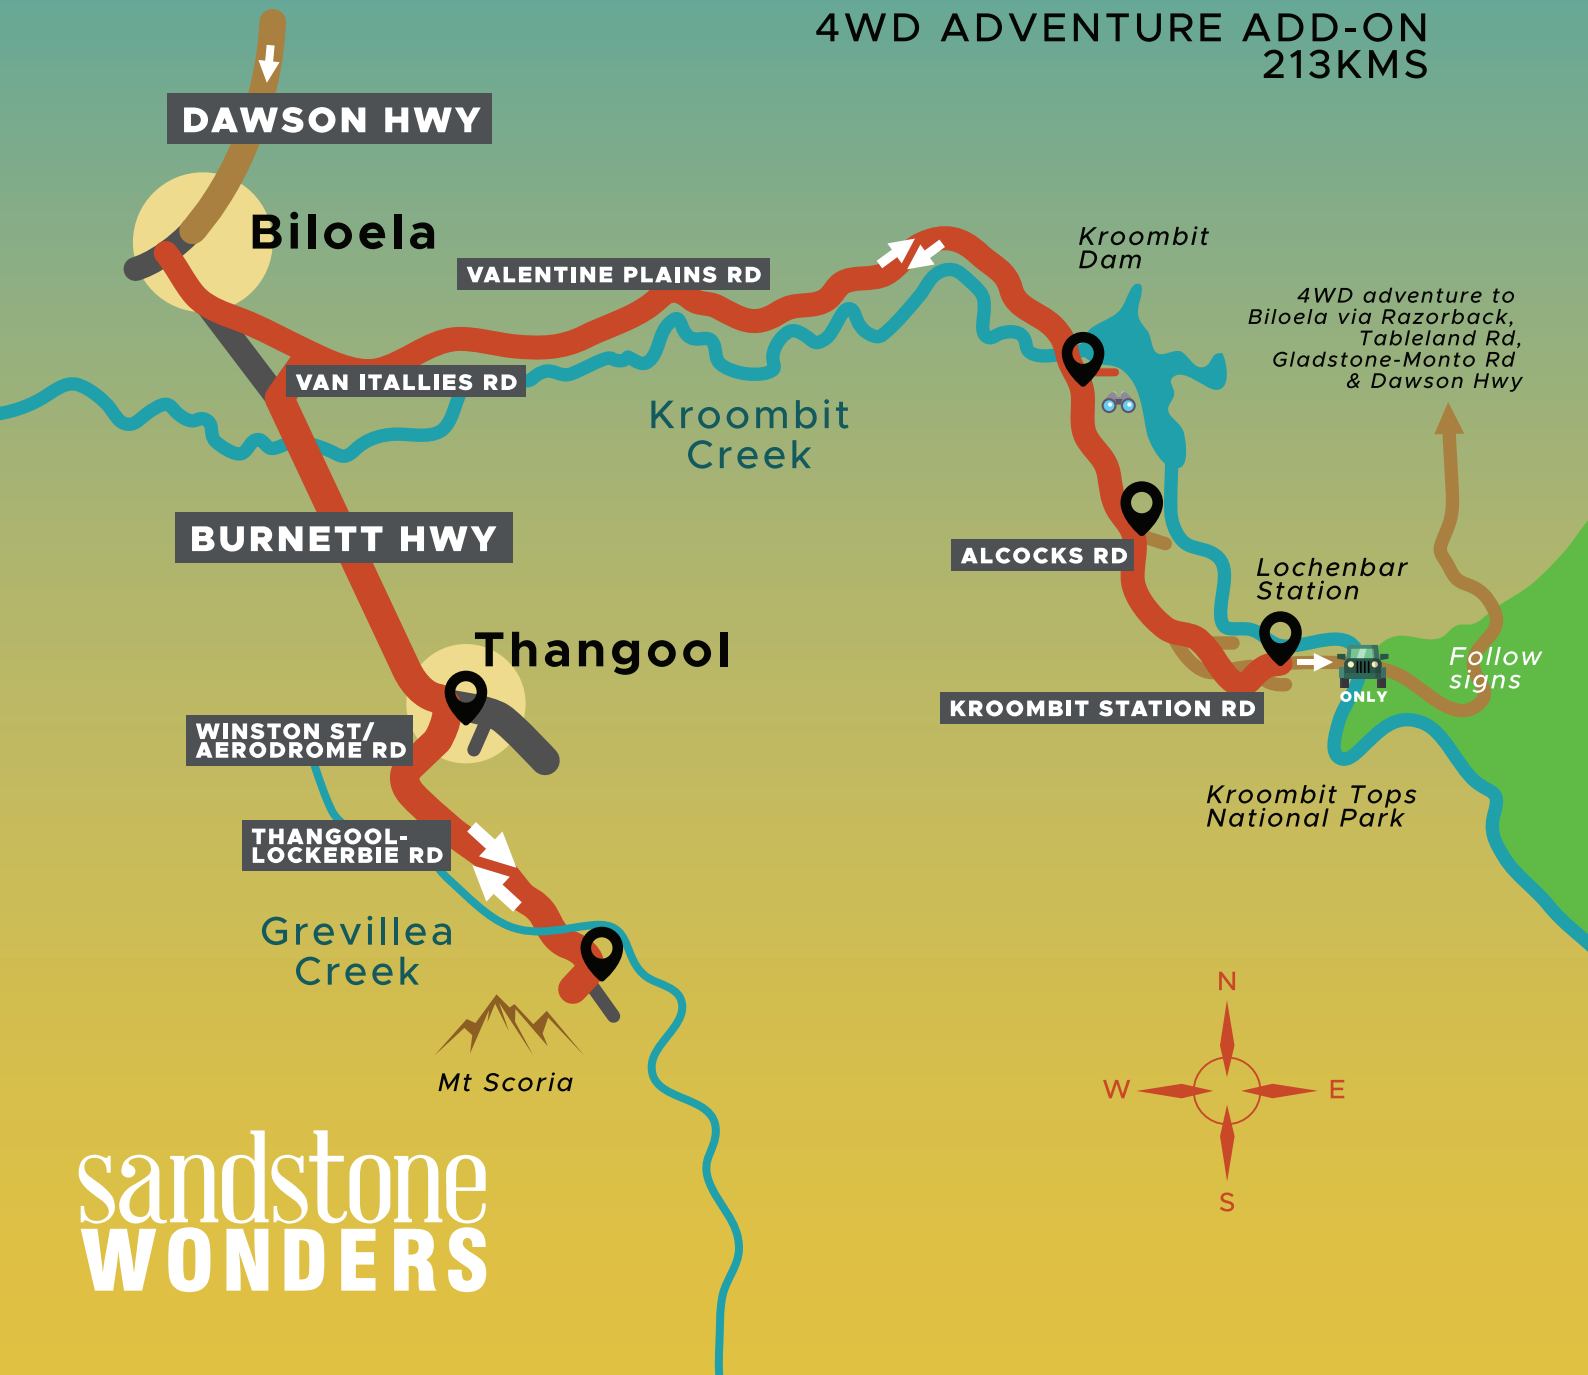 4WD ADVENTURE ADD-ON
213KMS
DAWSON HWY
Biloela
VALENTINE PLAINS RD
Kroombit
Dam
4WD adventure to
Biloela via Razorback,
Tableland Rd,
Gladstone-Monto Rd
& Dawson Hwy
VAN ITALLIES RD
Kroombit
Creek
BURNETT HWY
ALCOCKS RD
Lochenbar
Station
Thangool
Follow
signs
ONLY
KROOMBIT STATION RD
WINSTON ST/
AERODROME RD
Kroombit Tops
National Park
THANGOOL-
LOCKERBIE RD
Grevillea
Creek
Mt Scoria
N
W
E
S
sandstone
WONDERS